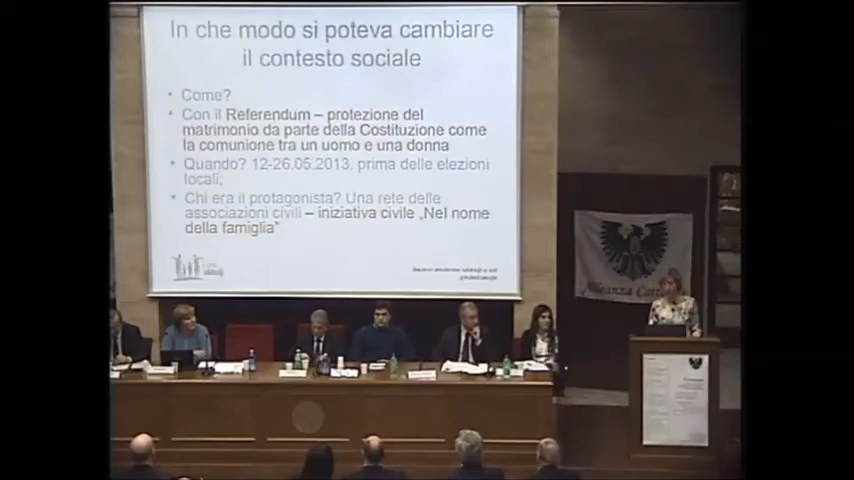 In che modo si poteva cambiare
il contesto sociale
• Come?
• Con il Referendum – protezione del
matrimonio da parte della Costituzione come
la comunione tra un uomo e una donna
• Quando? 12-26.05.2013. prima delle elezioni
locali;
• Chi era il protagonista? Una rete delle
associazioni civili – iniziativa civile „Nel nome
della famiglia"
Alleanza Cattolica